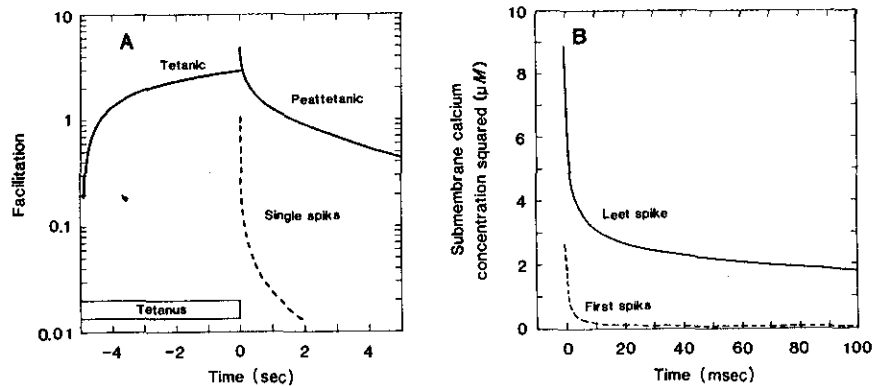 A
Facilitation
10
1
0.1
0.01
Tetanic
Peattetanic
Single spika
Tetanus
-4
-2
0
2
4
Time (sec)
B
Submembrane calcium
concentration squared (μM)
10
8
6
4
2
0
Leet spike
First spika
0
20
40
60
80
100
Time (msec)